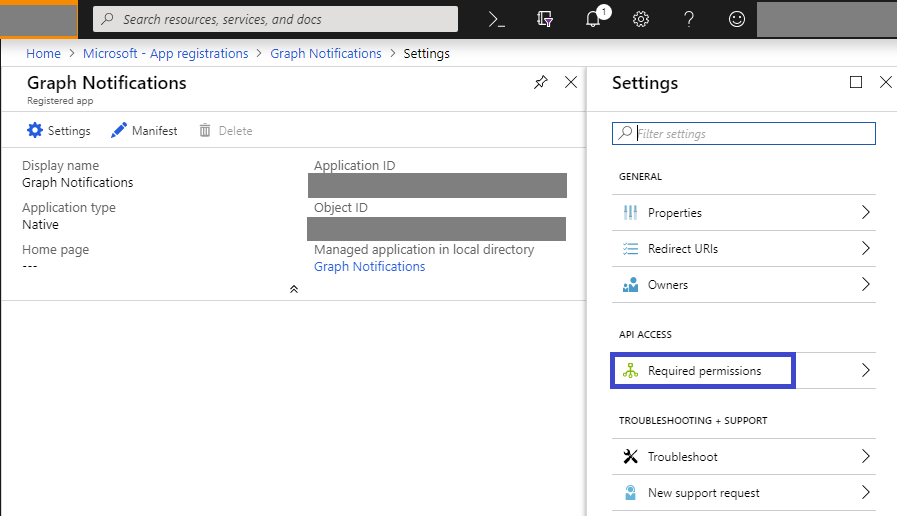 Search resources, services, and docs
1
Home > Microsoft - App registrations > Graph Notifications > Settings
Graph Notifications
Registered app
Settings
Manifest
Delete
Display name
Graph Notifications
Application type
Native
Home page
---
Application ID
Object ID
Managed application in local directory
Graph Notifications
Settings
Filter settings
GENERAL
Properties
Redirect URIs
Owners
API ACCESS
Required permissions
TROUBLESHOOTING + SUPPORT
Troubleshoot
New support request